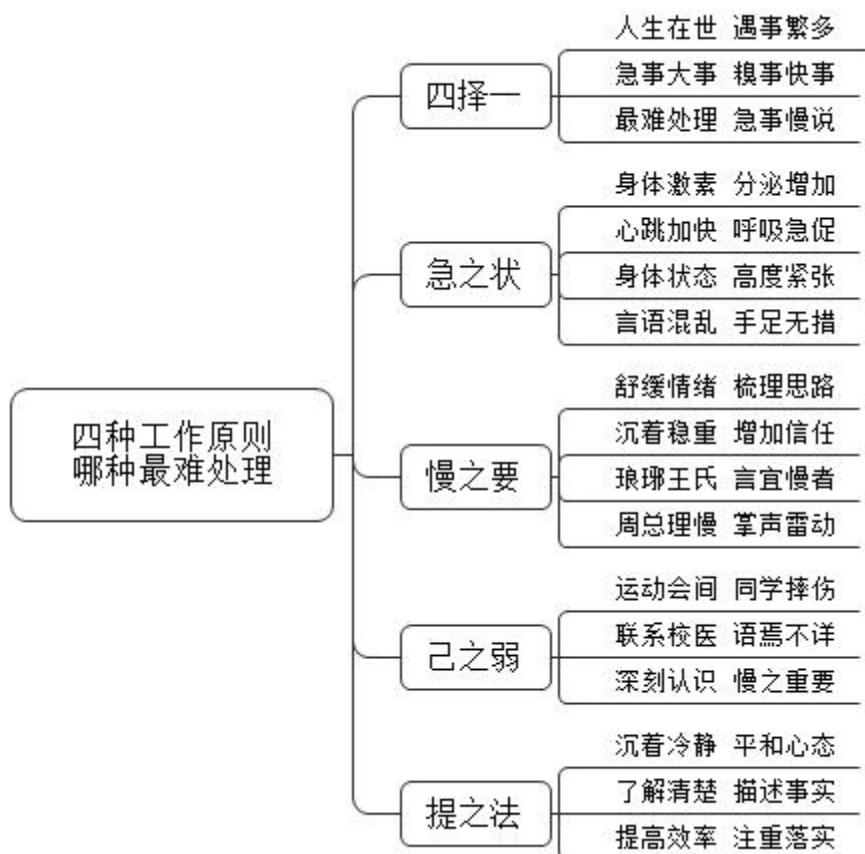 四种工作原则
哪种最难处理
四择一
人生在世 遇事繁多
急事大事 糗事快事
最难处理 急事慢说
急之状
身体激素 分泌增加
心跳加快 呼吸急促
身体状态 高度紧张
言语混乱 手足无措
慢之要
舒缓情绪 梳理思路
沉着稳重 增加信任
琅琊王氏 言宜慢者
周总理慢 掌声雷动
己之弱
运动会间 同学摔伤
联系校医 语焉不详
深刻认识 慢之重要
提之法
沉着冷静 平和心态
了解清楚 描述事实
提高效率 注重落实